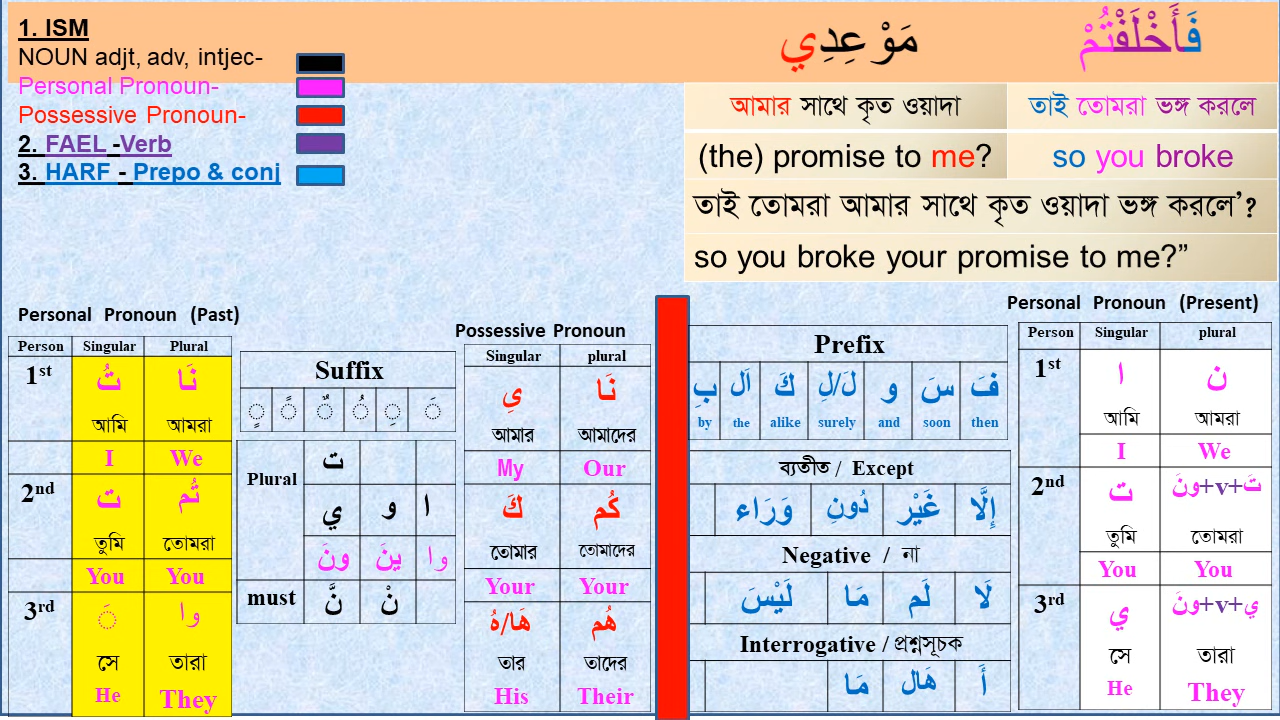 1. ISM
NOUN adjt, adv, intjec-
Personal Pronoun-
Possessive Pronoun-
2. FAEL -Verb
3. HARF - Prepo & conj
فَأَخْلَفْتُمْ مَوْعِدِي
আমার সাথে কৃত ওয়াদা তাই তোমরা ভঙ্গ করলে
(the) promise to me? so you broke
তাই তোমরা আমার সাথে কৃত ওয়াদা ভঙ্গ করলে’?
so you broke your promise to me?”
Personal Pronoun (Past)
Person Singular Plural
1st تُ نَا
আমি আমরা
I We
2nd ت تُم
তুমি তোমরা
You You
3rd َ وا
সে তারা
He They
Suffix
َ ِ ُ ٌ ً ٍ
Plural ت
ا و ي
وا ينَ ونَ
must نْ نَّ
Possessive Pronoun
Singular plural
يِ نَا
আমার আমাদের
My Our
كَ كُم
তোমার তোমাদের
Your Your
هَا/هُ هُم
তার তাদের
His Their
Prefix
فَ سَ و لَ/لِ كَ اَل بِ
by the alike surely and soon then
ব্যতীত / Except
إِلَّا غَيْر دُونِ وَرَاء
Negative / না
لَا مَا لَم لَيْسَ
Interrogative / প্রশ্নসূচক
أَ هَال مَا
Personal Pronoun (Present)
Person Singular plural
1st ا ن
আমি আমরা
I We
2nd ت تَ+v+ونَ
তুমি তোমরা
You You
3rd ي ي+v+ونَ
সে তারা
He They